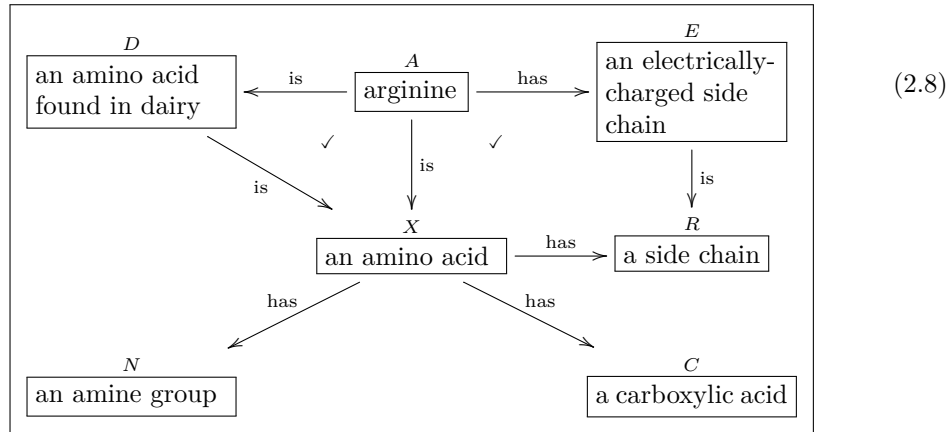 D
an amino acid
found in dairy
is
A
arginine
has
E
an electrically-
charged side
chain
(2.8)
✓
✓
is
is
is
X
an amino acid
has
R
a side chain
has
has
N
an amine group
C
a carboxylic acid